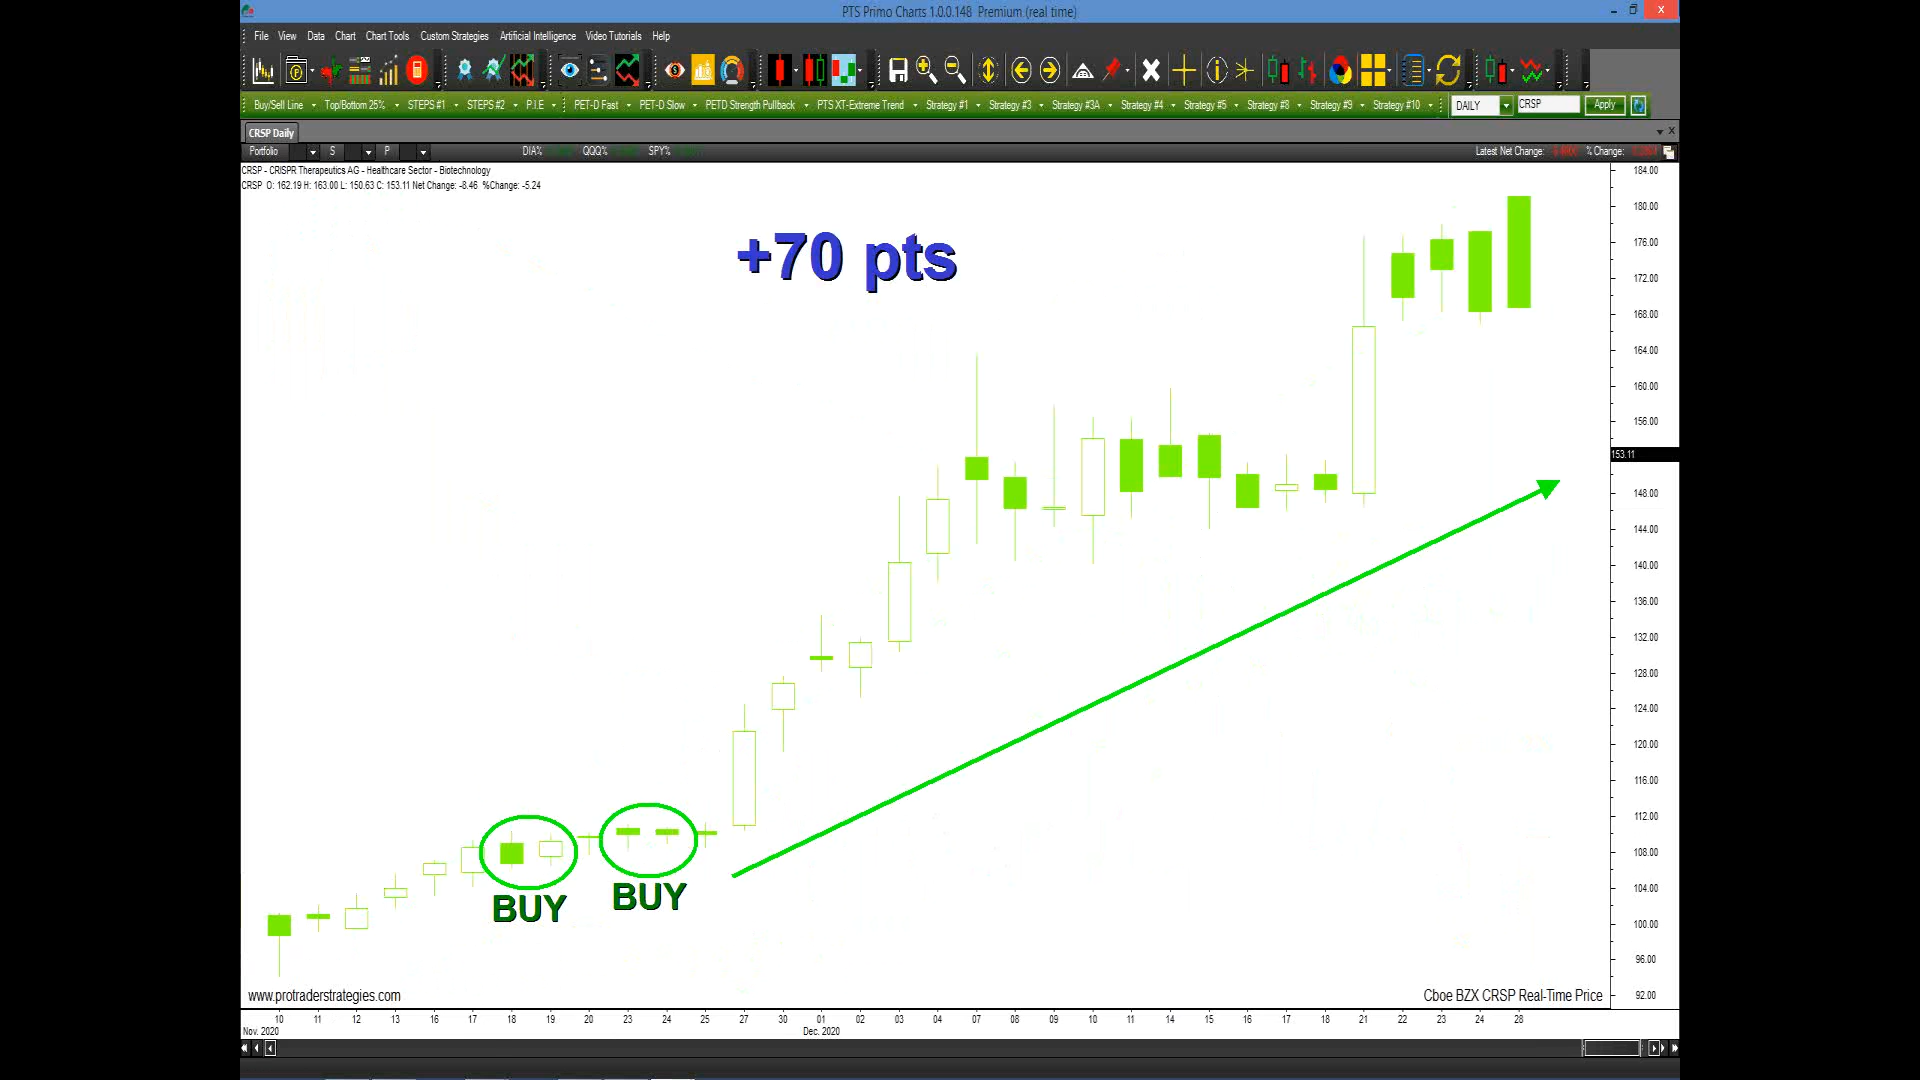 PTS Primo Charts 1.0.0.148 Premium (real time)
File View Data Chart Chart Tools Custom Strategies Artificial Intelligence Video Tutorials Help
Buy/Sell Line Top/Bottom 25% STEPS #1 STEPS #2 P.I.E PET-D Fast PET-D Slow PETD Strength Pullback PTS XT-Extreme Trend Strategy #1 Strategy #3 Strategy #3A Strategy #4 Strategy #5 Strategy #8 Strategy #9 Strategy #10 DAILY CRSP Apply
CRSP Daily
Portfolio S P DIA% QQQ% SPY% Latest Net Change: % Change:
CRSP - CRISPR Therapeutics AG - Healthcare Sector - Biotechnology
CRSP O: 162.19 H: 163.00 L: 150.63 C: 153.11 Net Change: -8.46 %Change: -5.24
+70 pts
184.00
180.00
176.00
172.00
168.00
164.00
160.00
156.00
153.11
148.00
144.00
140.00
136.00
132.00
128.00
124.00
120.00
116.00
112.00
108.00
104.00
100.00
96.00
92.00
BUY BUY
www.protraderstrategies.com Cboe BZX CRSP Real-Time Price
10 11 12 13 16 17 18 19 20 23 24 25 27 30 01 02 03 04 07 08 09 10 11 14 15 16 17 18 21 22 23 24 28
Nov. 2020 Dec. 2020